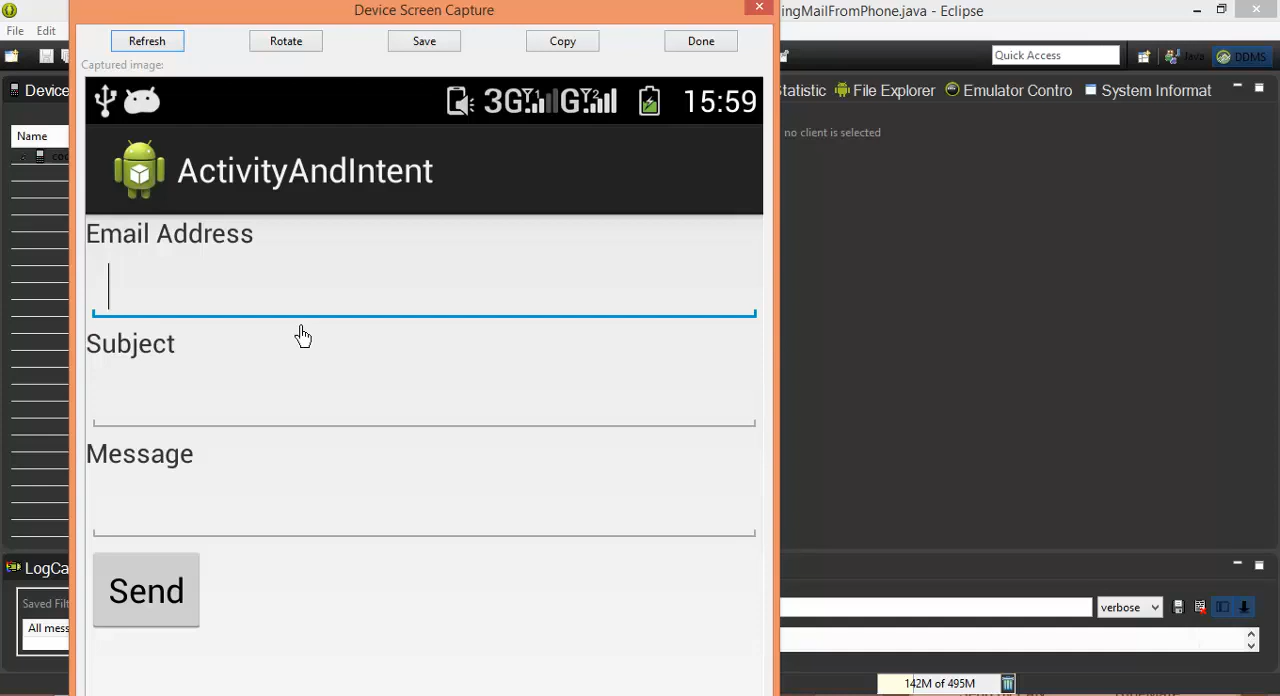 Device Screen Capture
ingMailFromPhone.java - Eclipse
File Edit
Refresh Rotate Save Copy Done
Quick Access
Java
DDMS
Captured image:
Device
Statistic File Explorer Emulator Contro System Informat
3G G 2 15:59
Name
no client is selected
ActivityAndIntent
Email Address
Subject
Message
Send
LogCa
Saved Filt
All mess
verbose
142M of 495M